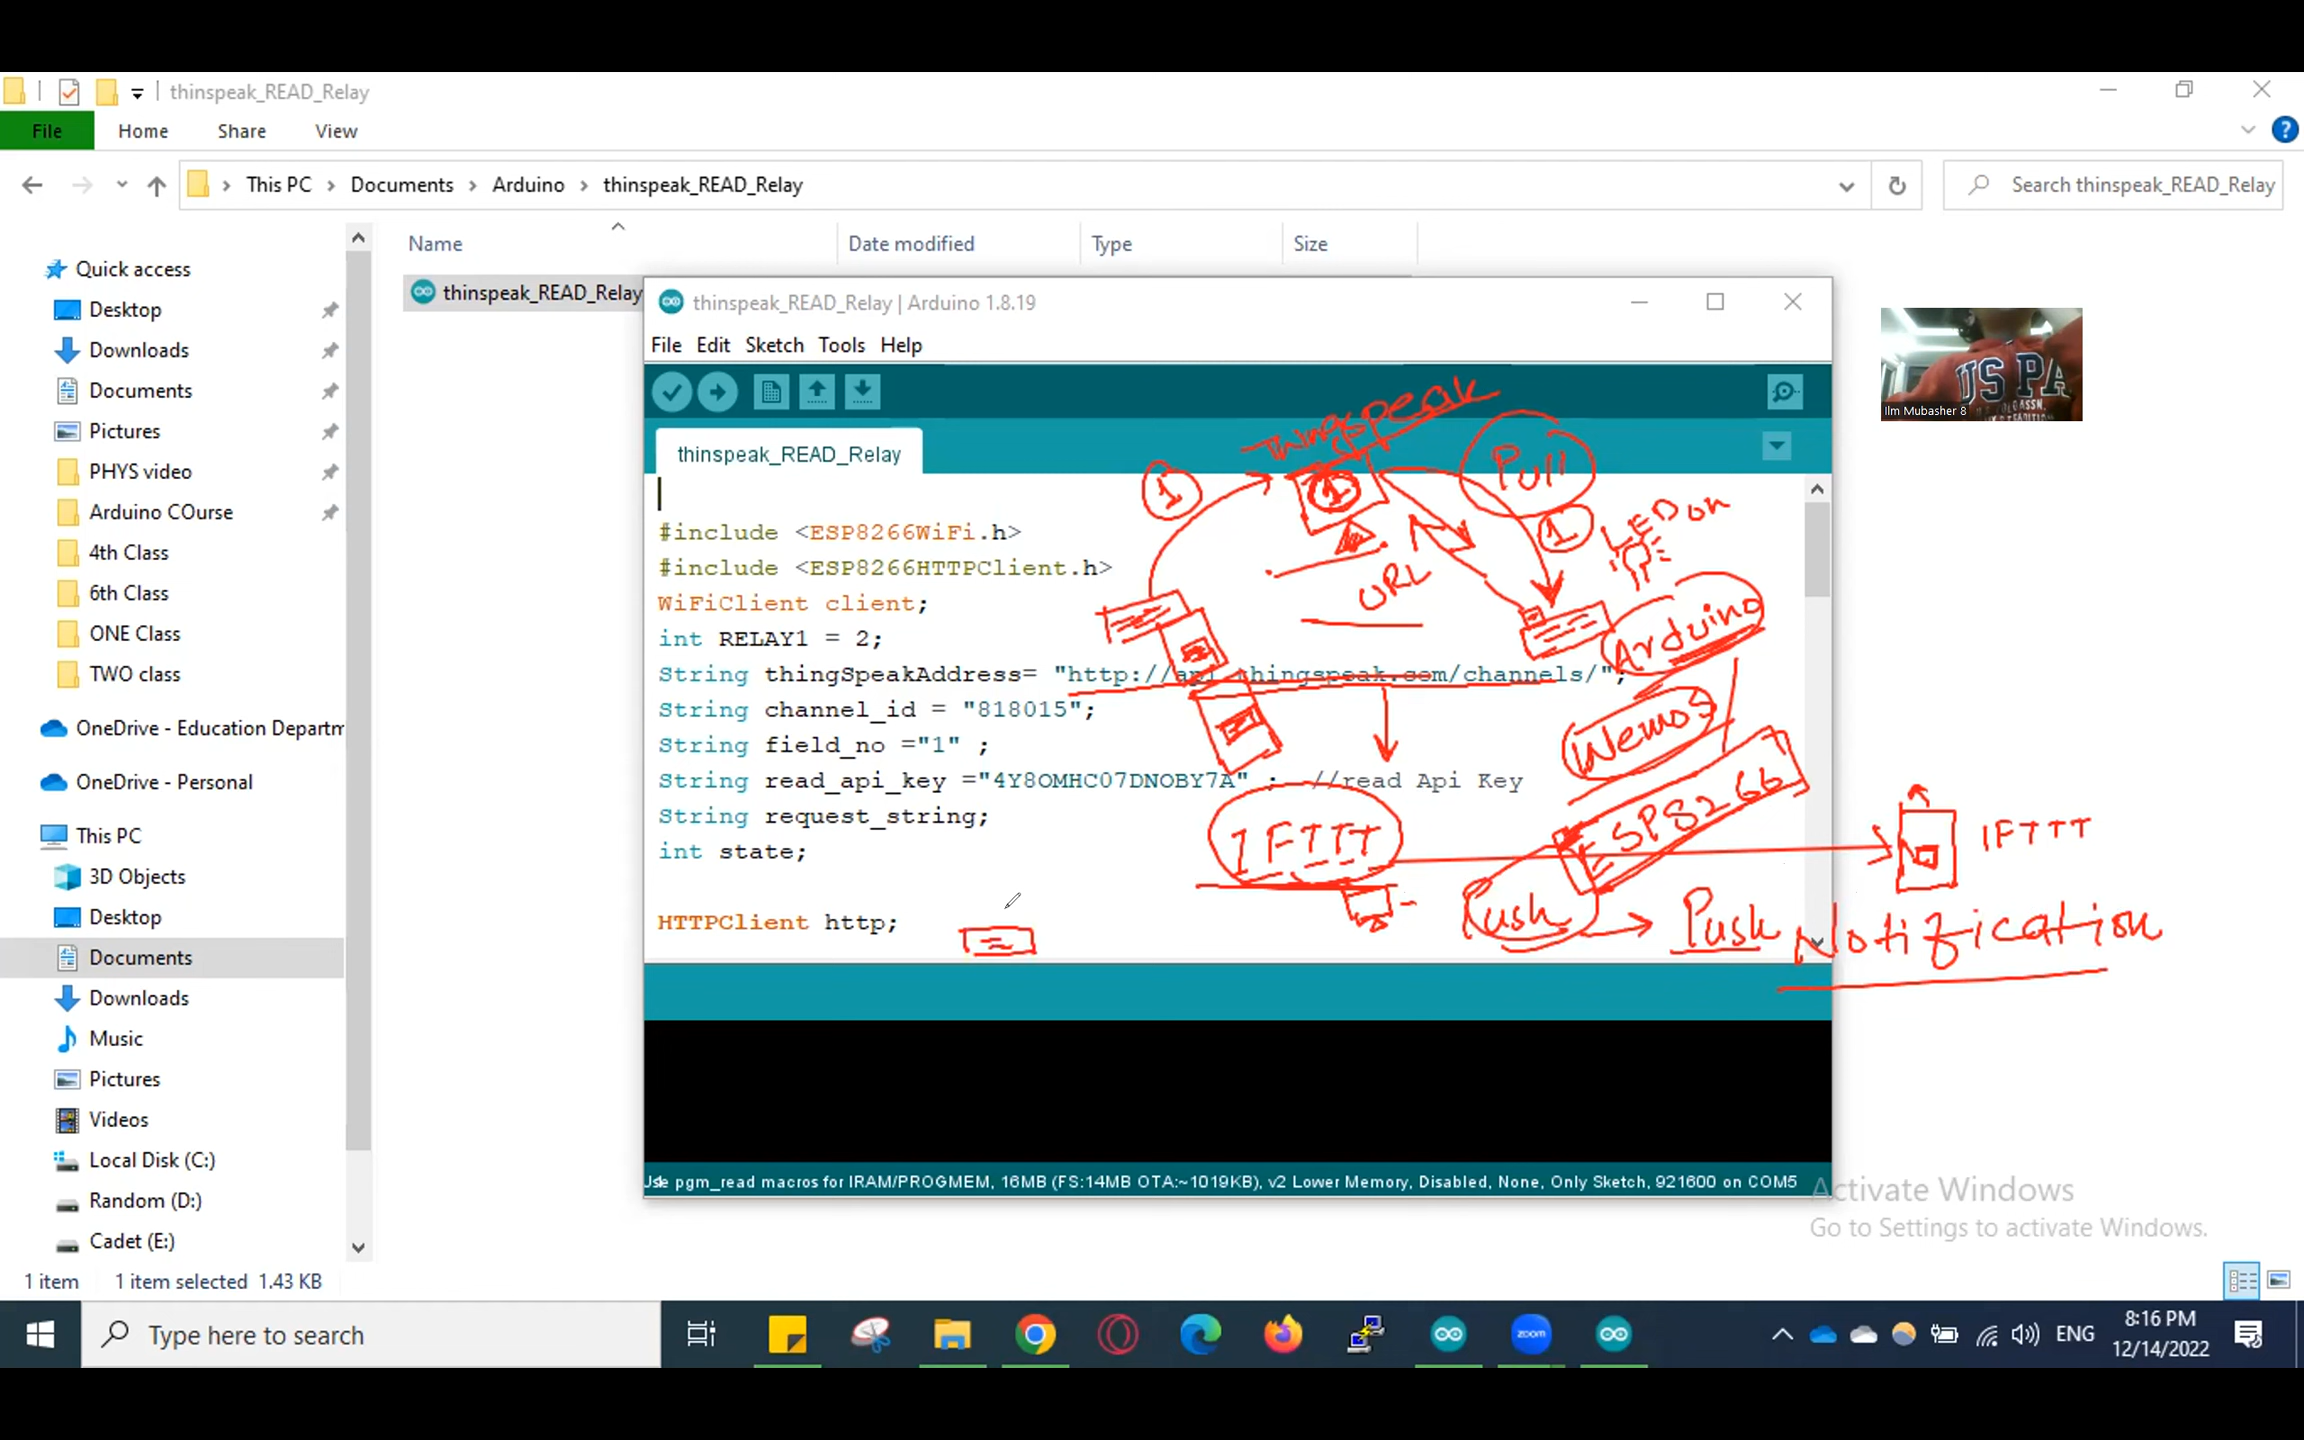 thinspeak_READ_Relay
File Home Share View
This PC > Documents > Arduino > thinspeak_READ_Relay
Search thinspeak_READ_Relay
Name Date modified Type Size
Quick access
Desktop
Downloads
Documents
Pictures
PHYS video
Arduino COurse
4th Class
6th Class
ONE Class
TWO class
OneDrive - Education Departm
OneDrive - Personal
This PC
3D Objects
Desktop
Documents
Downloads
Music
Pictures
Videos
Local Disk (C:)
Random (D:)
Cadet (E:)
1 item 1 item selected 1.43 KB
thinspeak_READ_Relay
thinspeak_READ_Relay | Arduino 1.8.19
File Edit Sketch Tools Help
thinspeak_READ_Relay
#include <ESP8266WiFi.h>
#include <ESP8266HTTPClient.h>
WiFiClient client;
int RELAY1 = 2;
String thingSpeakAddress= "http://api.thingspeak.com/channels/";
String channel_id = "818015";
String field_no ="1" ;
String read_api_key ="4Y8OMHC07DNOBY7A" ; //read Api Key
String request_string;
int state;
HTTPClient http;
Thingspeak
1
1
Pull
1
LED on
URL
Arduino
Wemos
ESP8266
IFTTT
IFTTT
Push
Push Notification
Use pgm_read macros for IRAM/PROGMEM, 16MB (FS:14MB OTA:~1019KB), v2 Lower Memory, Disabled, None, Only Sketch, 921600 on COM5
US PA
ASSN.
Ilm Mubasher 8
Activate Windows
Go to Settings to activate Windows.
Type here to search
zoom
ENG
8:16 PM
12/14/2022